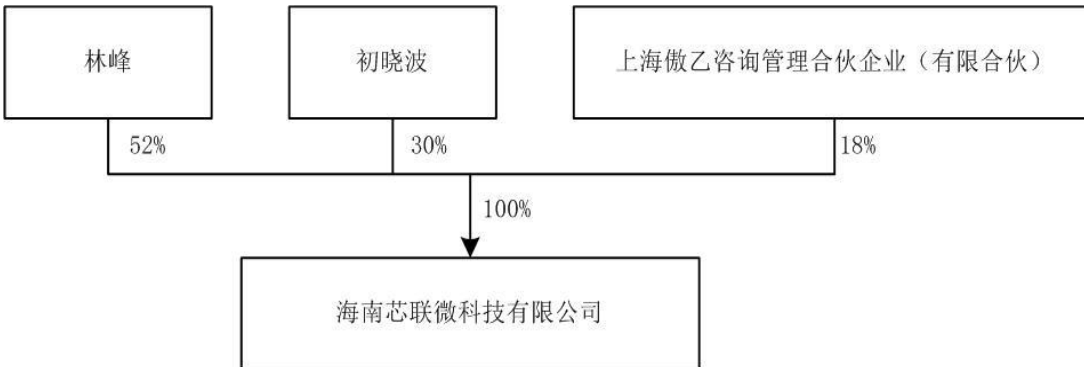 林峰
初晓波
上海傲乙咨询管理合伙企业（有限合伙）
52%
30%
18%
100%
海南芯联微科技有限公司